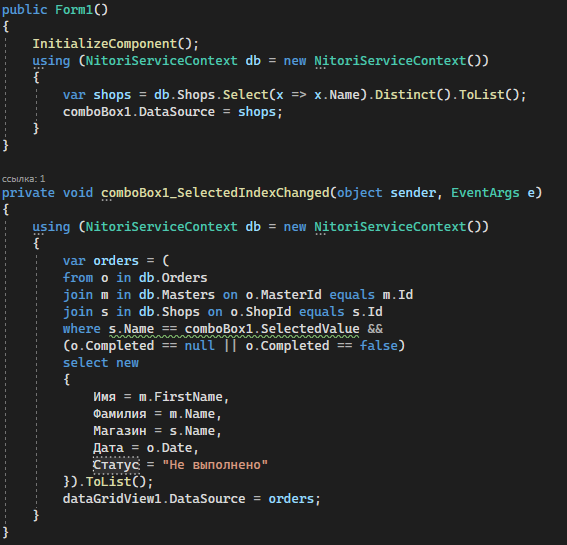 public Form1()
{
InitializeComponent();
using (NitoriServiceContext db = new NitoriServiceContext())
{
var shops = db.Shops.Select(x => x.Name).Distinct().ToList();
comboBox1.DataSource = shops;
}
}
ссылка: 1
private void comboBox1_SelectedIndexChanged(object sender, EventArgs e)
{
using (NitoriServiceContext db = new NitoriServiceContext())
{
var orders = (
from o in db.Orders
join m in db.Masters on o.MasterId equals m.Id
join s in db.Shops on o.ShopId equals s.Id
where s.Name == comboBox1.SelectedValue &&
(o.Completed == null || o.Completed == false)
select new
{
Имя = m.FirstName,
Фамилия = m.Name,
Магазин = s.Name,
Дата = o.Date,
Статус = "Не выполнено"
}).ToList();
dataGridView1.DataSource = orders;
}
}